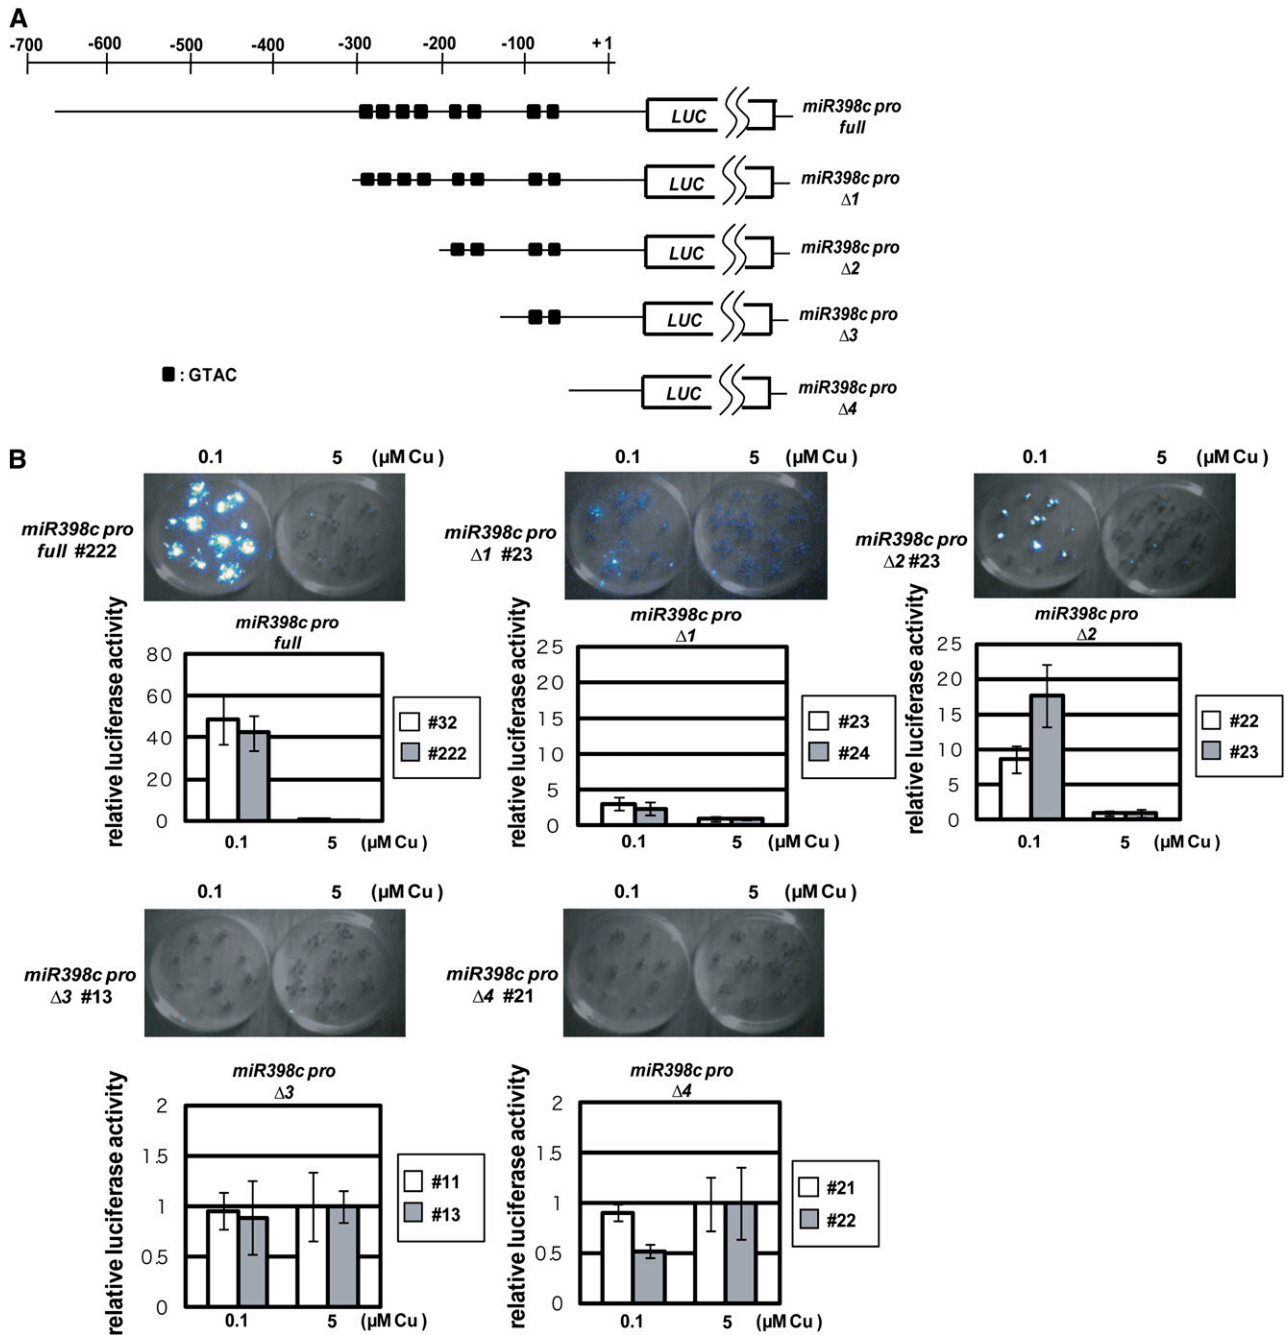 A
-700 -600 -500 -400 -300 -200 -100 +1
LUC miR398c pro
full
LUC miR398c pro
Δ1
LUC miR398c pro
Δ2
LUC miR398c pro
Δ3
: GTAC
LUC miR398c pro
Δ4
B
0.1 5 (μM Cu)
miR398c pro
full #222
0.1 5 (μM Cu)
miR398c pro
Δ1 #23
0.1 5 (μM Cu)
miR398c pro
Δ2 #23
miR398c pro
full
relative luciferase activity
80
60
40
20
0
0.1 5 (μM Cu)
#32
#222
miR398c pro
Δ1
relative luciferase activity
25
20
15
10
5
0
0.1 5 (μM Cu)
#23
#24
miR398c pro
Δ2
relative luciferase activity
25
20
15
10
5
0
0.1 5 (μM Cu)
#22
#23
0.1 5 (μM Cu)
miR398c pro
Δ3 #13
0.1 5 (μM Cu)
miR398c pro
Δ4 #21
miR398c pro
Δ3
relative luciferase activity
2
1.5
1
0.5
0
0.1 5 (μM Cu)
#11
#13
miR398c pro
Δ4
relative luciferase activity
2
1.5
1
0.5
0
0.1 5 (μM Cu)
#21
#22